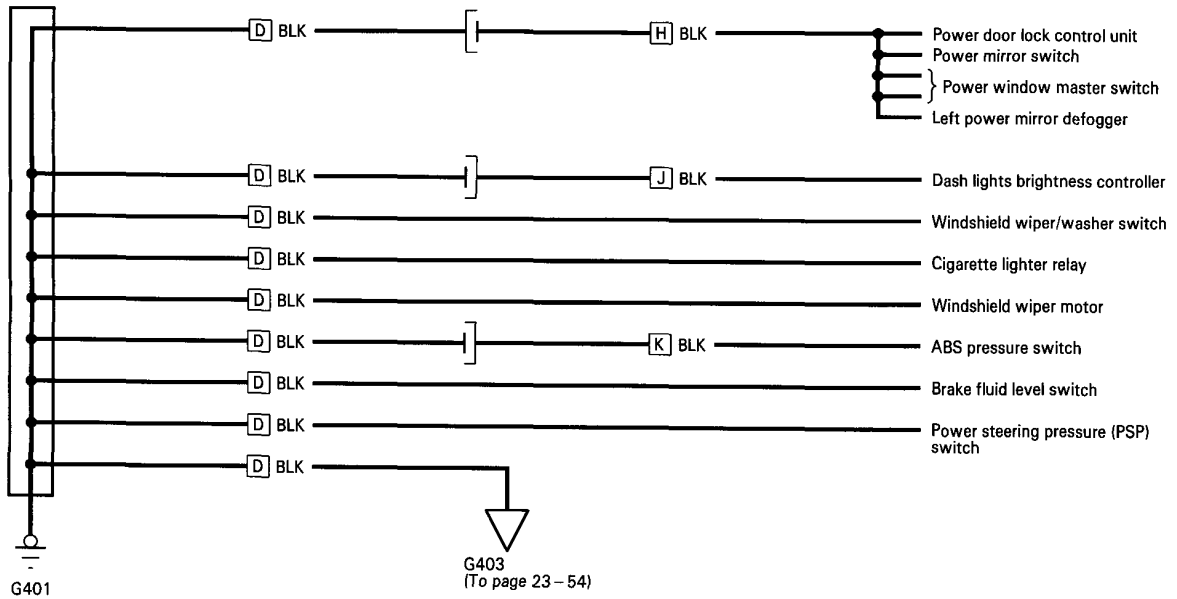 D BLK H BLK Power door lock control unit
Power mirror switch
Power window master switch
Left power mirror defogger
D BLK J BLK Dash lights brightness controller
D BLK Windshield wiper/washer switch
D BLK Cigarette lighter relay
D BLK Windshield wiper motor
D BLK K BLK ABS pressure switch
D BLK Brake fluid level switch
D BLK Power steering pressure (PSP)
switch
D BLK
G403
(To page 23–54)
G401